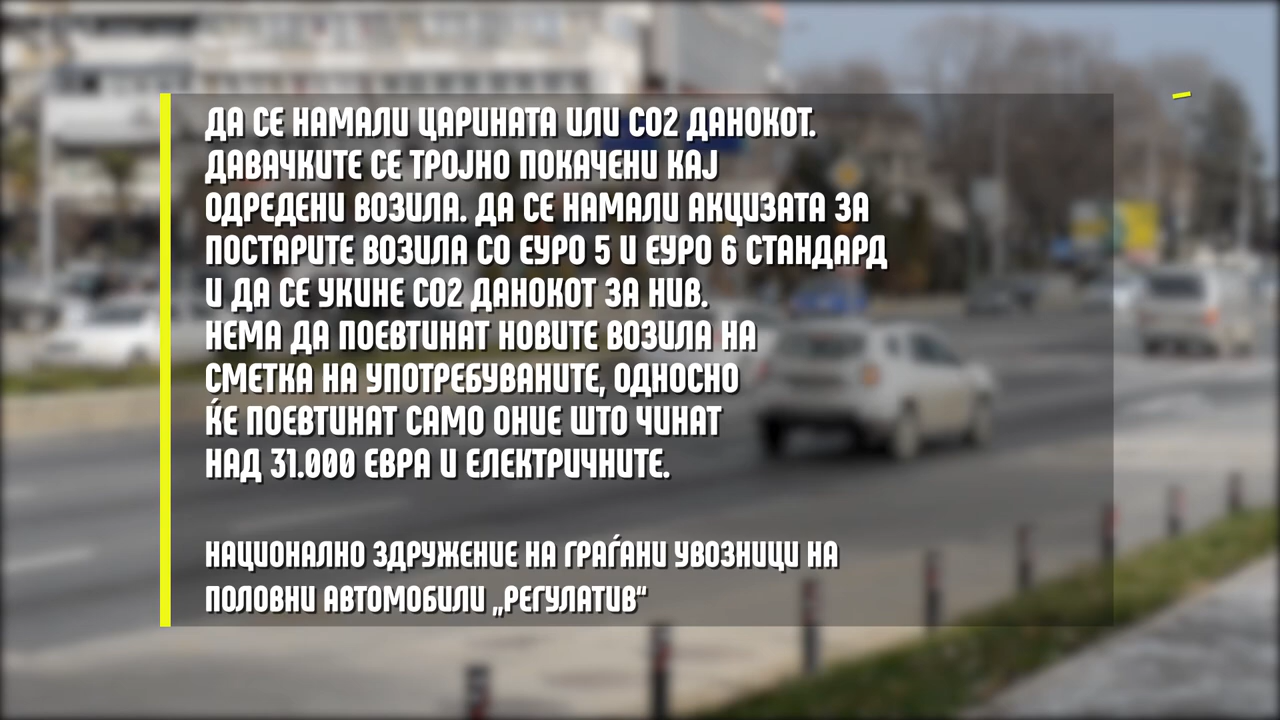 ДА СЕ НАМАЛИ ЦАРИНАТА ИЛИ СО2 ДАНОКОТ.
ДАВАЧКИТЕ СЕ ТРОЈНО ПОКАЧЕНИ КАЈ
ОДРЕДЕНИ ВОЗИЛА. ДА СЕ НАМАЛИ АКЦИЗАТА ЗА
ПОСТАРИТЕ ВОЗИЛА СО ЕУРО 5 И ЕУРО 6 СТАНДАРД
И ДА СЕ УКИНЕ СО2 ДАНОКОТ ЗА НИВ.
НЕМА ДА ПОЕВТИНАТ НОВИТЕ ВОЗИЛА НА
СМЕТКА НА УПОТРЕБУВАНИТЕ, ОДНОСНО
ЌЕ ПОЕВТИНАТ САМО ОНИЕ ШТО ЧИНАТ
НАД 31.000 ЕВРА И ЕЛЕКТРИЧНИТЕ.
НАЦИОНАЛНО ЗДРУЖЕНИЕ НА ГРАЃАНИ УВОЗНИЦИ НА
ПОЛОВНИ АВТОМОБИЛИ „РЕГУЛАТИВ“